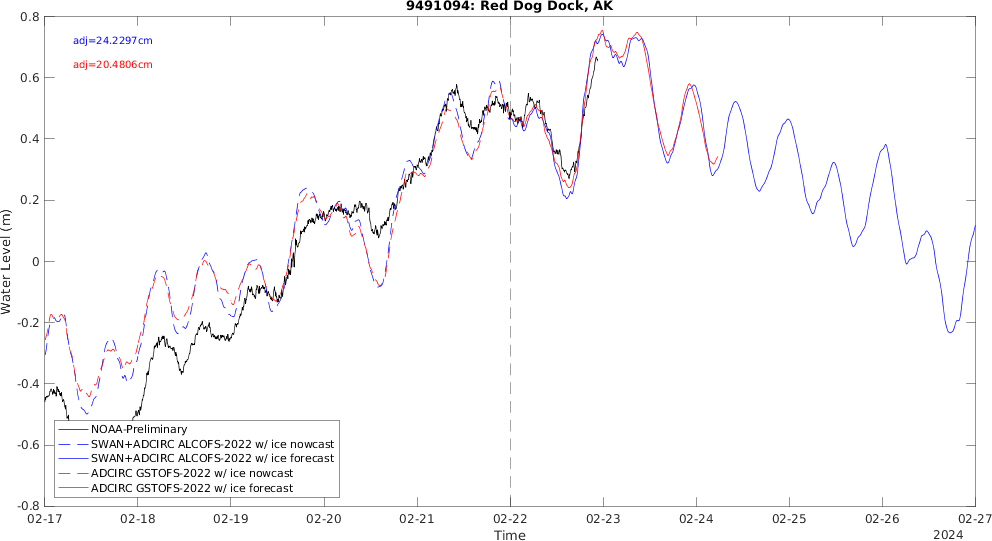 9491094: Red Dog Dock, AK
adj=24.2297cm
adj=20.4806cm
Water Level (m)
0.8
0.6
0.4
0.2
0
-0.2
-0.4
-0.6
-0.8
NOAA-Preliminary
SWAN+ADCIRC ALCOFS-2022 w/ ice nowcast
SWAN+ADCIRC ALCOFS-2022 w/ ice forecast
ADCIRC GSTOFS-2022 w/ ice nowcast
ADCIRC GSTOFS-2022 w/ ice forecast
02-17 02-18 02-19 02-20 02-21 02-22 02-23 02-24 02-25 02-26 02-27
Time
2024